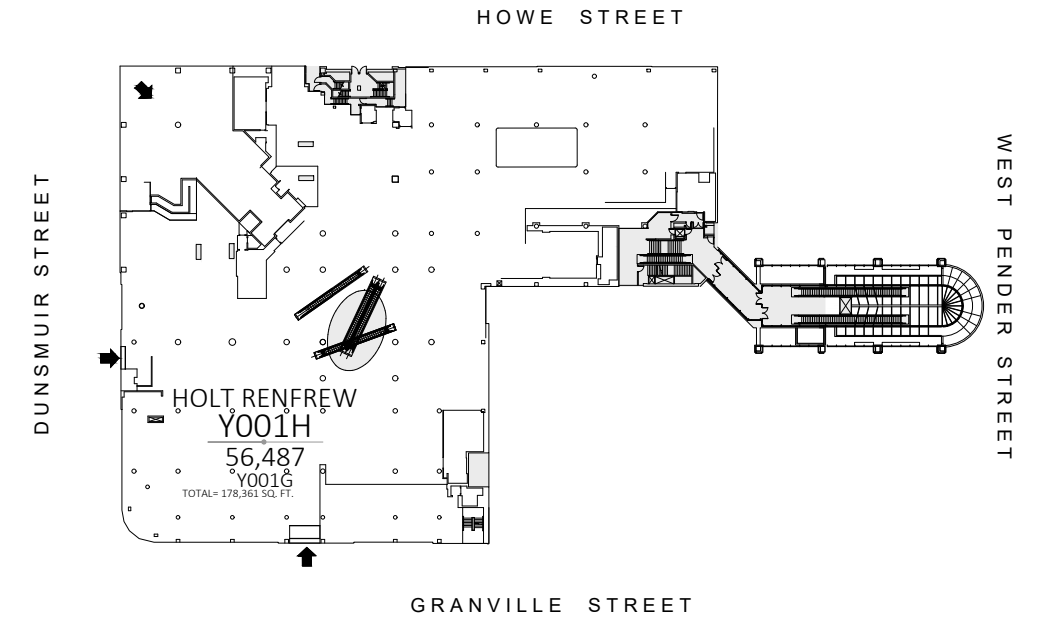 HOWE STREET
DUNSMUIR STREET
WEST PENDER STREET
HOLT RENFREW
Y001H
56,487
Y001G
TOTAL= 178,361 SQ. FT.
GRANVILLE STREET